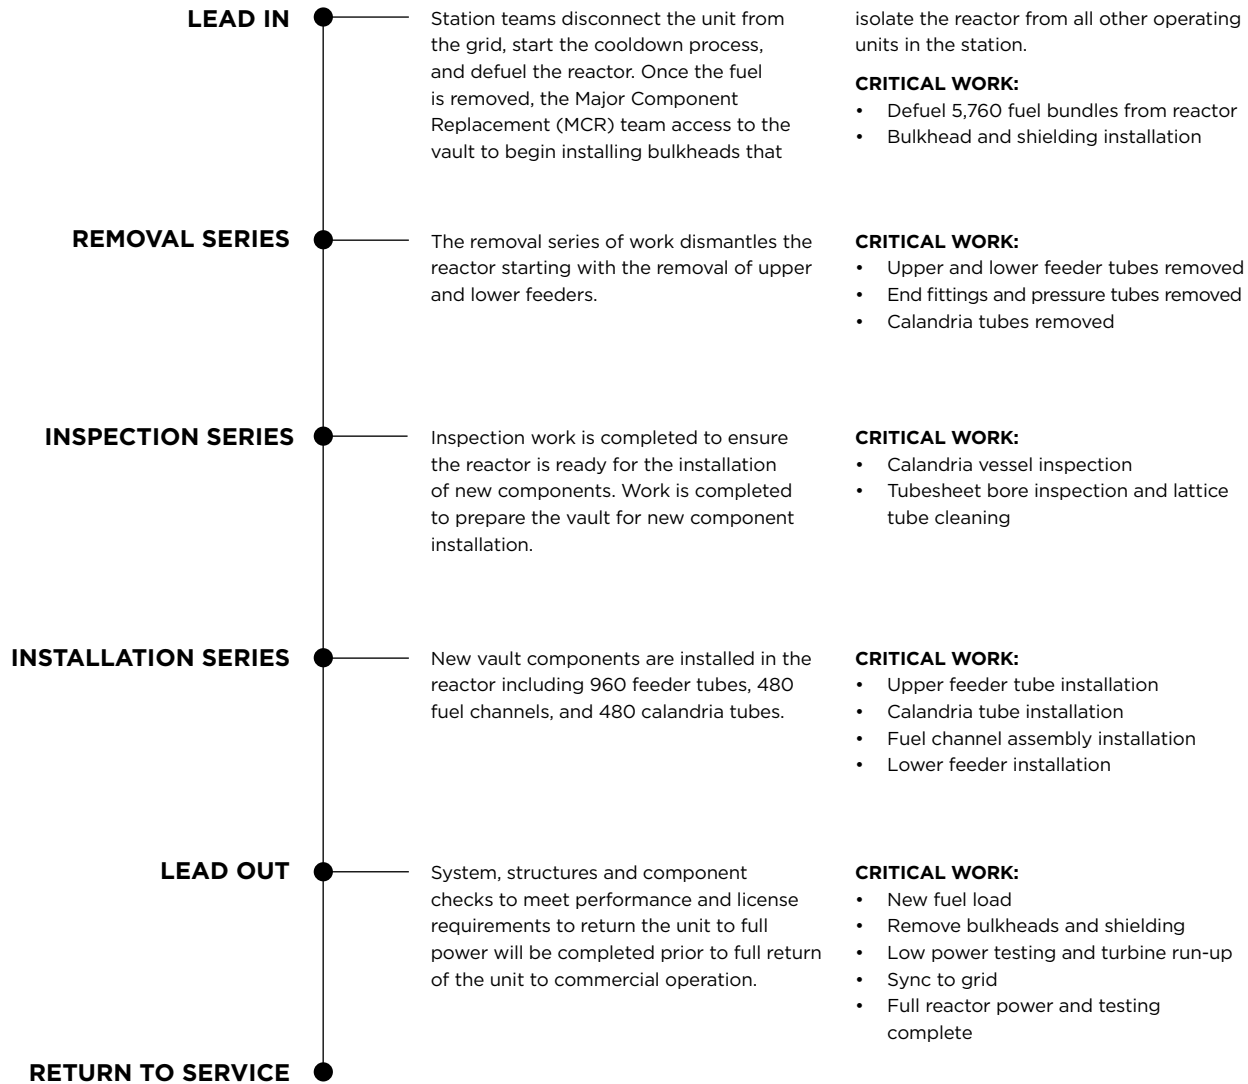 LEAD IN
Station teams disconnect the unit from
the grid, start the cooldown process,
and defuel the reactor. Once the fuel
is removed, the Major Component
Replacement (MCR) team access to the
vault to begin installing bulkheads that
isolate the reactor from all other operating
units in the station.
CRITICAL WORK:
• Defuel 5,760 fuel bundles from reactor
• Bulkhead and shielding installation
REMOVAL SERIES
The removal series of work dismantles the
reactor starting with the removal of upper
and lower feeders.
CRITICAL WORK:
• Upper and lower feeder tubes removed
• End fittings and pressure tubes removed
• Calandria tubes removed
INSPECTION SERIES
Inspection work is completed to ensure
the reactor is ready for the installation
of new components. Work is completed
to prepare the vault for new component
installation.
CRITICAL WORK:
• Calandria vessel inspection
• Tubesheet bore inspection and lattice
tube cleaning
INSTALLATION SERIES
New vault components are installed in the
reactor including 960 feeder tubes, 480
fuel channels, and 480 calandria tubes.
CRITICAL WORK:
• Upper feeder tube installation
• Calandria tube installation
• Fuel channel assembly installation
• Lower feeder installation
LEAD OUT
System, structures and component
checks to meet performance and license
requirements to return the unit to full
power will be completed prior to full return
of the unit to commercial operation.
CRITICAL WORK:
• New fuel load
• Remove bulkheads and shielding
• Low power testing and turbine run-up
• Sync to grid
• Full reactor power and testing
complete
RETURN TO SERVICE